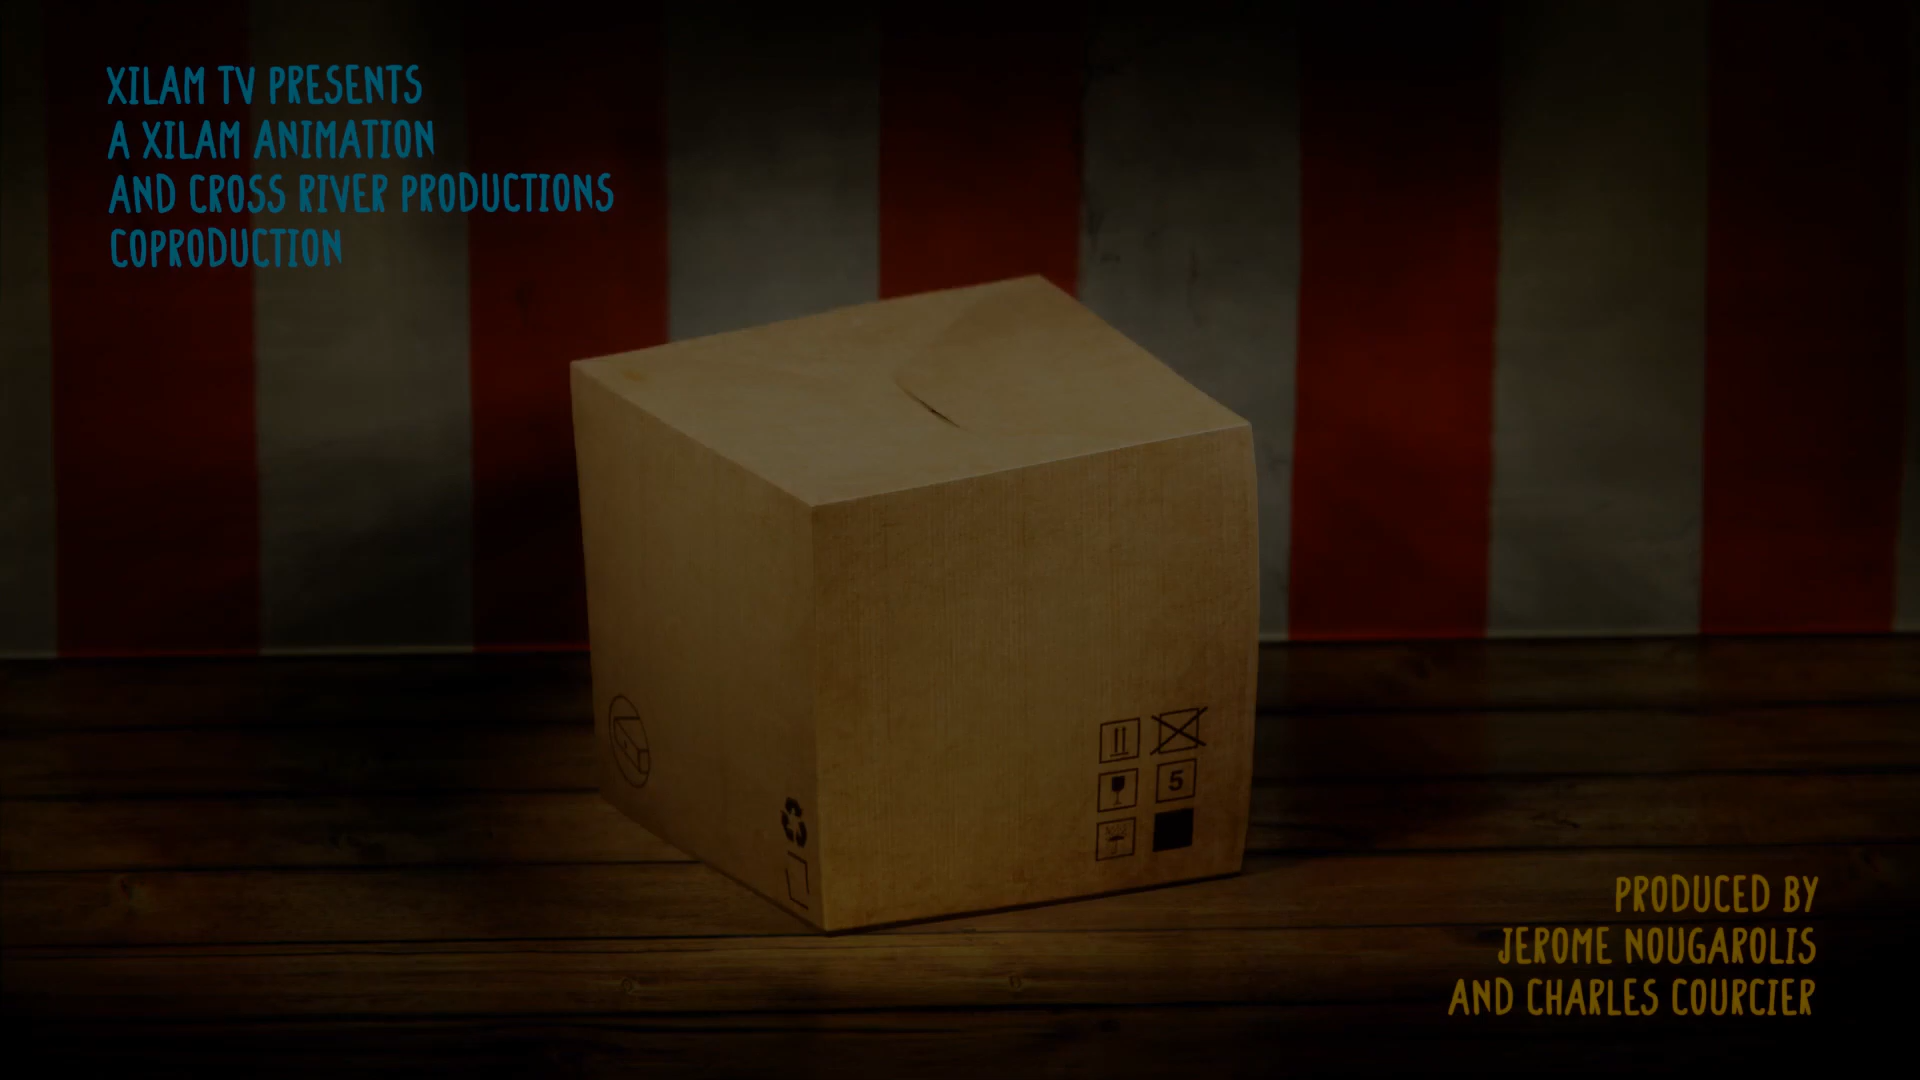 XILAM TV PRESENTS
A XILAM ANIMATION
AND CROSS RIVER PRODUCTIONS
COPRODUCTION
5
PRODUCED BY
JEROME NOUGAROLIS
AND CHARLES COURCIER